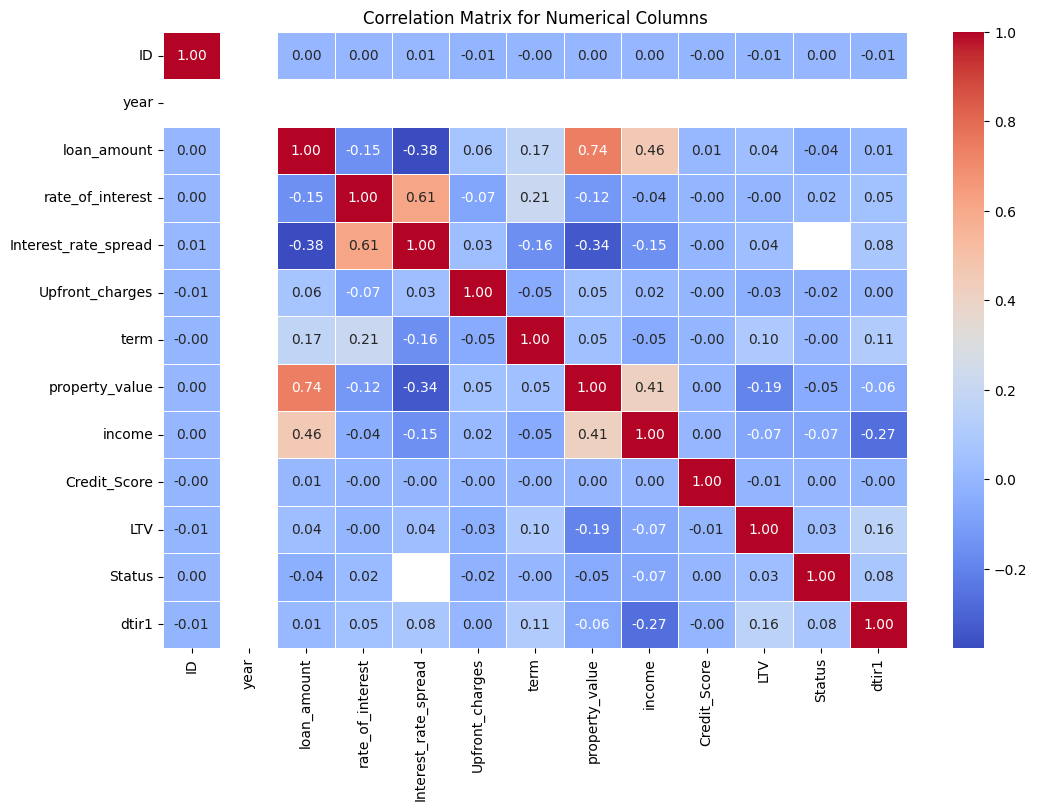 Correlation Matrix for Numerical Columns
ID 1.00 0.00 0.00 0.01 -0.01 -0.00 0.00 0.00 -0.00 -0.01 0.00 -0.01
year
loan_amount 0.00 1.00 -0.15 -0.38 0.06 0.17 0.74 0.46 0.01 0.04 -0.04 0.01
rate_of_interest 0.00 -0.15 1.00 0.61 -0.07 0.21 -0.12 -0.04 -0.00 -0.00 0.02 0.05
Interest_rate_spread 0.01 -0.38 0.61 1.00 0.03 -0.16 -0.34 -0.15 -0.00 0.04 0.08
Upfront_charges -0.01 0.06 -0.07 0.03 1.00 -0.05 0.05 0.02 -0.00 -0.03 -0.02 0.00
term -0.00 0.17 0.21 -0.16 -0.05 1.00 0.05 -0.05 -0.00 0.10 -0.00 0.11
property_value 0.00 0.74 -0.12 -0.34 0.05 0.05 1.00 0.41 0.00 -0.19 -0.05 -0.06
income 0.00 0.46 -0.04 -0.15 0.02 -0.05 0.41 1.00 0.00 -0.07 -0.07 -0.27
Credit_Score -0.00 0.01 -0.00 -0.00 -0.00 -0.00 0.00 0.00 1.00 -0.01 0.00 -0.00
LTV -0.01 0.04 -0.00 0.04 -0.03 0.10 -0.19 -0.07 -0.01 1.00 0.03 0.16
Status 0.00 -0.04 0.02 -0.02 -0.00 -0.05 -0.07 0.00 0.03 1.00 0.08
dtir1 -0.01 0.01 0.05 0.08 0.00 0.11 -0.06 -0.27 -0.00 0.16 0.08 1.00
ID year loan_amount rate_of_interest Interest_rate_spread Upfront_charges term property_value income Credit_Score LTV Status dtir1
1.0
0.8
0.6
0.4
0.2
0.0
−0.2